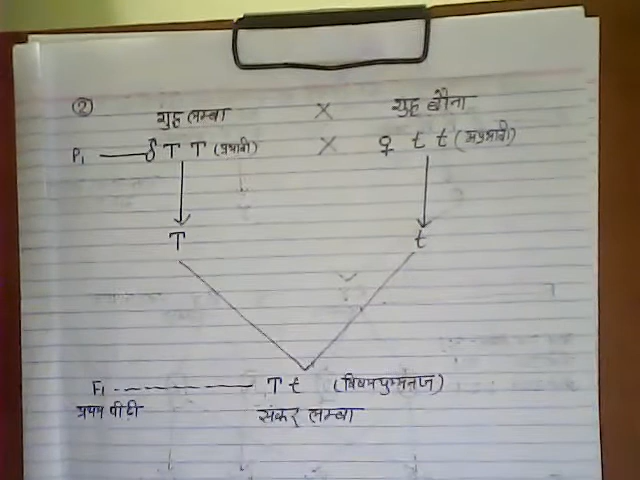 ②
शुद्ध लम्बा × शुद्ध बौना
P₁ —— ♂ T T (प्रभावी) × ♀ t t (अप्रभावी)
T t
F₁ - - - - - - T t (विषमयुग्मनज)
प्रथम पीढी संकर लम्बा